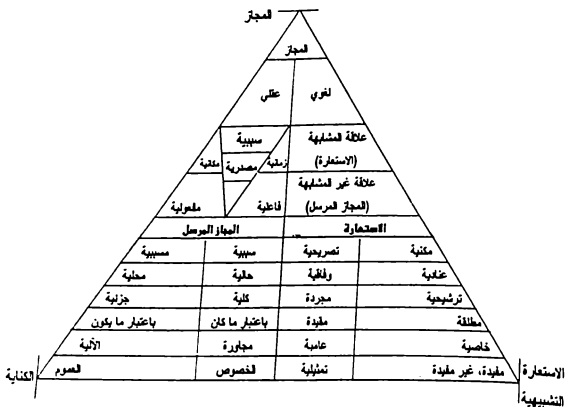 المجاز
المجاز
لغوي عقلي
علاقة المشابهة
(الاستعارة)
سببية
زمانية مصدرية مكانية
علاقة غير المشابهة
(المجاز المرسل)
فاعلية مفعولية
الاستعارة المجاز المرسل
مكنية تصريحية سببية مسببية
عنادية وفاقية حالية محلية
ترشيحية مجردة كلية جزئية
مطلقة مقيدة باعتبار ما كان باعتبار ما يكون
خاصية عامية مجاورة الآلية
مفيدة، غير مفيدة تمثيلية الخصوص العموم
الاستعارة
التشبيهية
الكناية